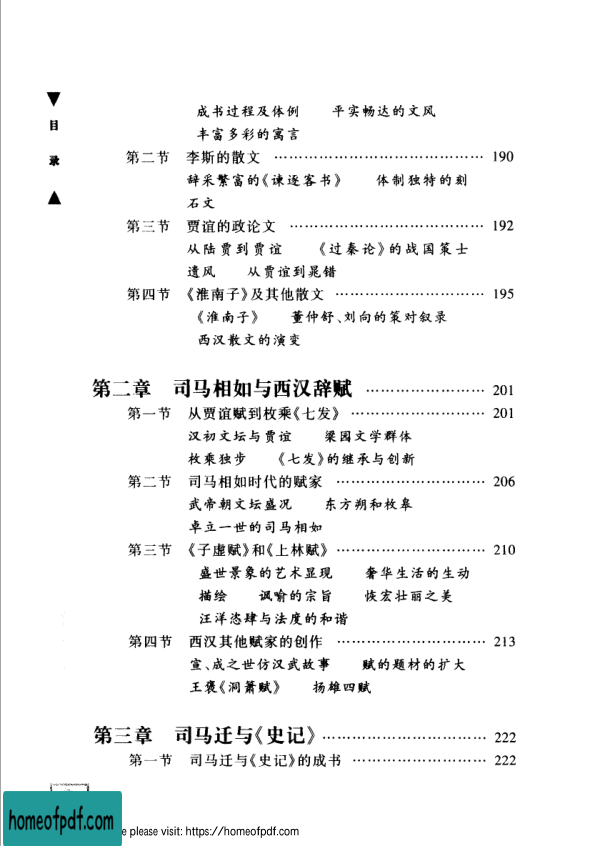 目
录
成书过程及体例 平实畅达的文风
丰富多彩的寓言
第二节 李斯的散文 …………………………………… 190
辞采繁富的《谏逐客书》 体制独特的刻
石文
第三节 贾谊的政论文 ………………………………… 192
从陆贾到贾谊 《过秦论》的战国策士
遗风 从贾谊到晁错
第四节 《淮南子》及其他散文 ………………………… 195
《淮南子》 董仲舒、刘向的策对叙录
西汉散文的演变
第二章 司马相如与西汉辞赋 …………………… 201
第一节 从贾谊赋到枚乘《七发》 ……………………… 201
汉初文坛与贾谊 梁园文学群体
枚乘独步 《七发》的继承与创新
第二节 司马相如时代的赋家 ………………………… 206
武帝朝文坛盛况 东方朔和枚皋
卓立一世的司马相如
第三节 《子虚赋》和《上林赋》 ………………………… 210
盛世景象的艺术显现 奢华生活的生动
描绘 讽喻的宗旨 恢宏壮丽之美
汪洋恣肆与法度的和谐
第四节 西汉其他赋家的创作 ………………………… 213
宣、成之世仿汉武故事 赋的题材的扩大
王褒《洞箫赋》 扬雄四赋
第三章 司马迁与《史记》 …………………………… 222
第一节 司马迁与《史记》的成书 ……………………… 222
homeofpdf.com
e please visit: https://homeofpdf.com